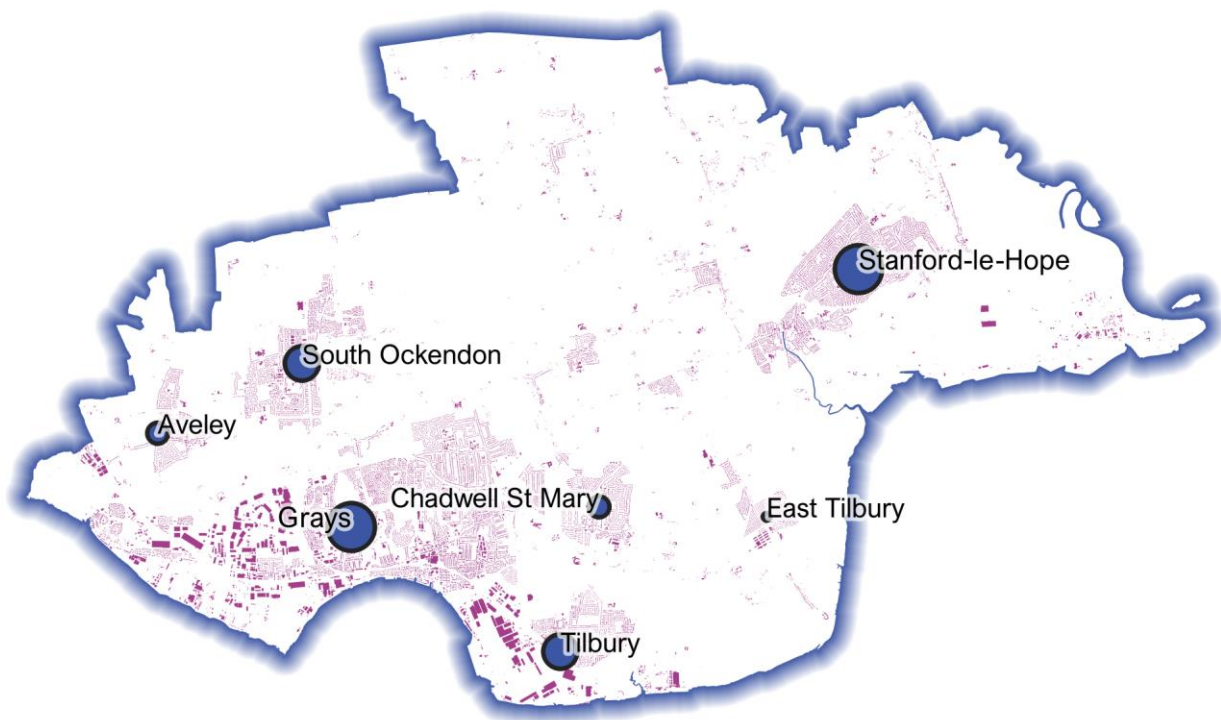 Stanford-le-Hope
South Ockendon
Aveley
Chadwell St Mary
Grays
East Tilbury
Tilbury